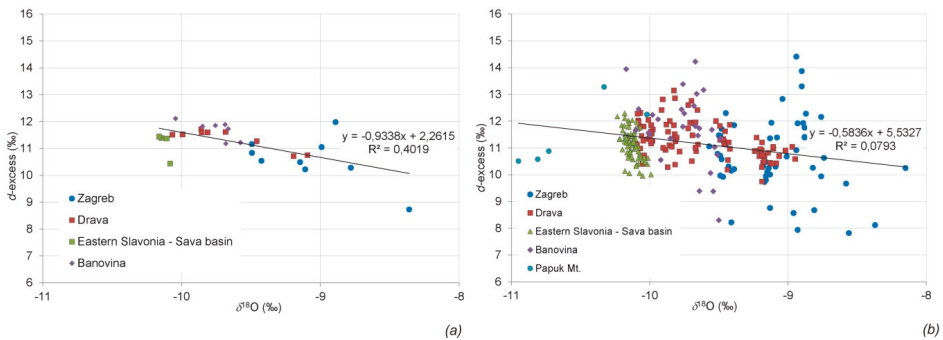 16
15
14
13
12
11
10
9
8
7
6
d-excess (‰)
y = -0,9338x + 2,2615
R² = 0,4019
Zagreb
Drava
Eastern Slavonia - Sava basin
Banovina
-11
-10
-9
-8
δ¹⁸O (‰)
(a)
16
15
14
13
12
11
10
9
8
7
6
d-excess (‰)
y = -0,5836x + 5,5327
R² = 0,0793
Zagreb
Drava
Eastern Slavonia - Sava basin
Banovina
Papuk Mt.
-11
-10
-9
-8
δ¹⁸O (‰)
(b)